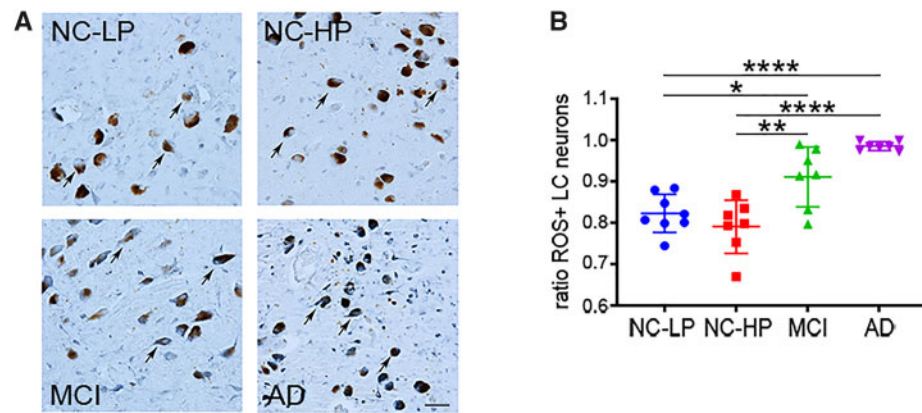 A
NC-LP
NC-HP
MCI
AD
B
ratio ROS+ LC neurons
1.1
1.0
0.9
0.8
0.7
0.6
****
*
****
**
NC-LP NC-HP MCI AD